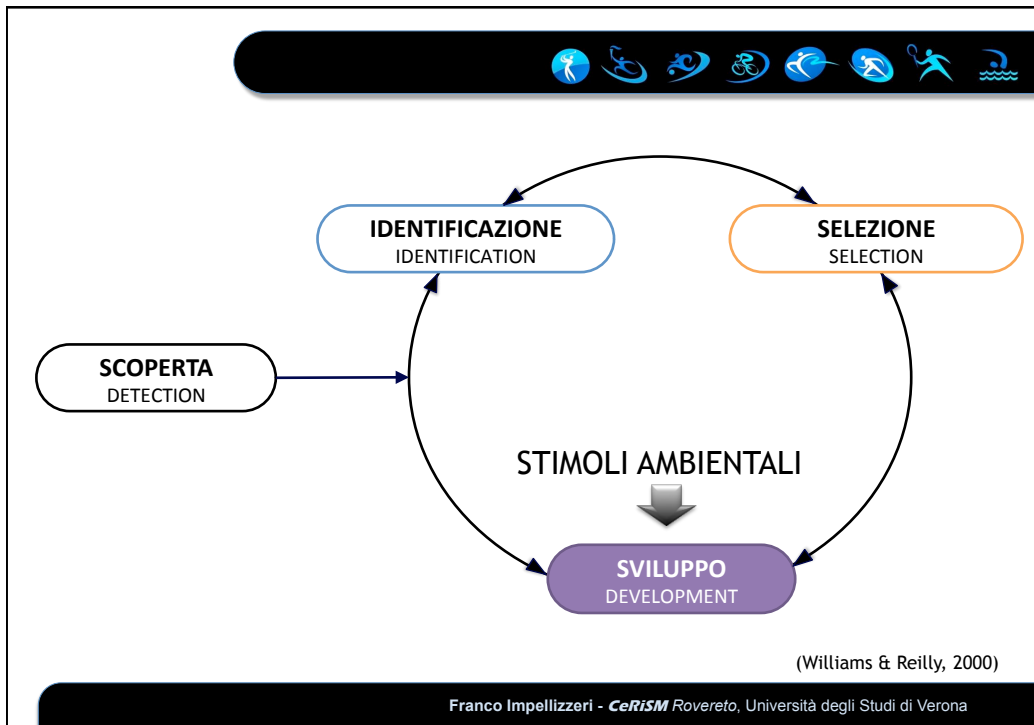 IDENTIFICAZIONE
IDENTIFICATION
SELEZIONE
SELECTION
SCOPERTA
DETECTION
STIMOLI AMBIENTALI
SVILUPPO
DEVELOPMENT
(Williams & Reilly, 2000)
Franco Impellizzeri - CeRiSM Rovereto, Università degli Studi di Verona